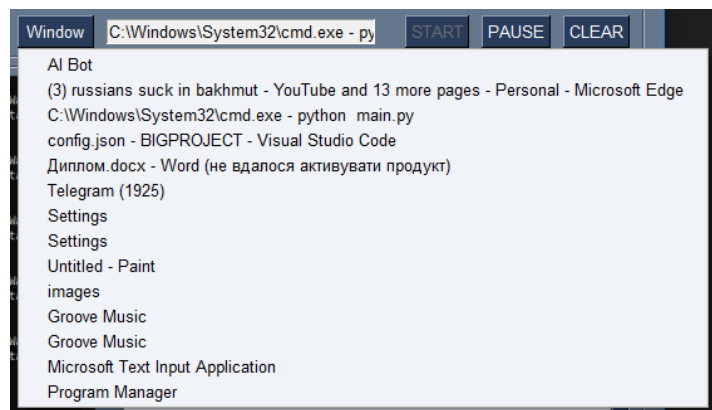 Window C:\Windows\System32\cmd.exe - py START PAUSE CLEAR
AI Bot
(3) russians suck in bakhmut - YouTube and 13 more pages - Personal - Microsoft Edge
C:\Windows\System32\cmd.exe - python  main.py
config.json - BIGPROJECT - Visual Studio Code
Диплом.docx - Word (не вдалося активувати продукт)
Telegram (1925)
Settings
Settings
Untitled - Paint
images
Groove Music
Groove Music
Microsoft Text Input Application
Program Manager